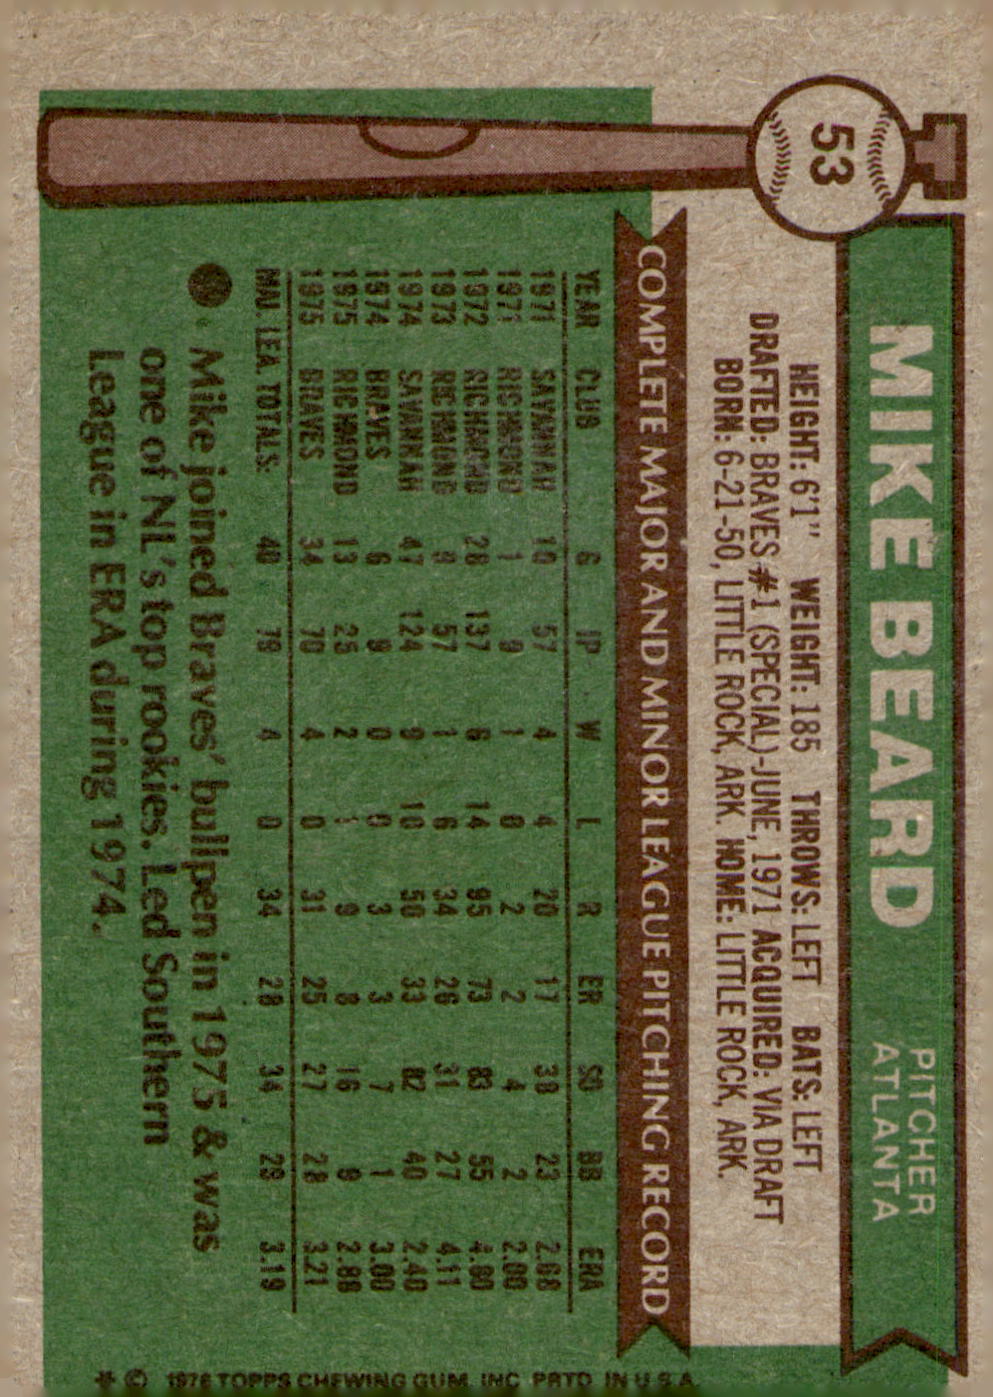 53
MIKE BEARD
PITCHER
ATLANTA
HEIGHT: 6'1" WEIGHT: 185 THROWS: LEFT BATS: LEFT
DRAFTED: BRAVES #1 (SPECIAL)-JUNE, 1971 ACQUIRED: VIA DRAFT
BORN: 6-21-50, LITTLE ROCK, ARK. HOME: LITTLE ROCK, ARK.
COMPLETE MAJOR AND MINOR LEAGUE PITCHING RECORD
YEAR CLUB G IP W L R ER SO BB ERA
1971 SAVANNAH 10 57 4 4 20 17 38 23 2.68
1971 RICHMOND 1 9 1 0 2 2 4 2 2.00
1972 RICHMOND 28 137 6 14 95 73 83 55 4.80
1973 RICHMOND 9 57 1 6 34 26 31 27 4.11
1974 SAVANNAH 47 124 9 10 50 33 82 40 2.40
1974 BRAVES 6 9 0 0 3 3 7 1 3.00
1975 RICHMOND 13 25 2 1 9 8 16 9 2.88
1975 BRAVES 34 70 4 0 31 25 27 28 3.21
MAJ. LEA. TOTALS: 40 79 4 0 34 28 34 29 3.19
● Mike joined Braves' bullpen in 1975 & was
one of NL's top rookies. Led Southern
League in ERA during 1974.
* © 1976 TOPPS CHEWING GUM, INC. PRTD. IN U.S.A.